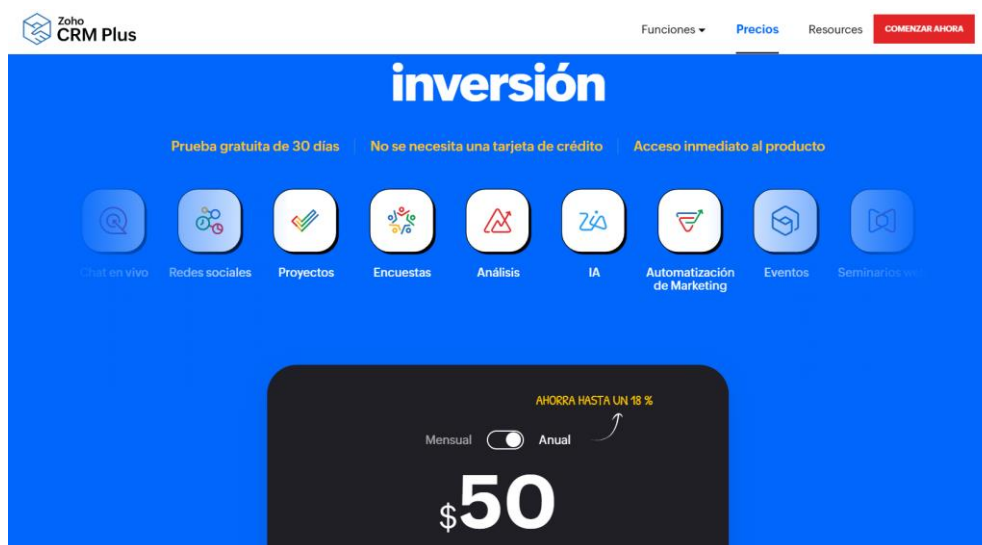 Zoho
CRM Plus
Funciones
Precios
Resources
COMENZAR AHORA
inversión
Prueba gratuita de 30 días
No se necesita una tarjeta de crédito
Acceso inmediato al producto
Zia
Chat en vivo
Redes sociales
Proyectos
Encuestas
Análisis
IA
Automatización
de Marketing
Eventos
Seminarios
AHORRA HASTA UN 18 %
Mensual
Anual
$50